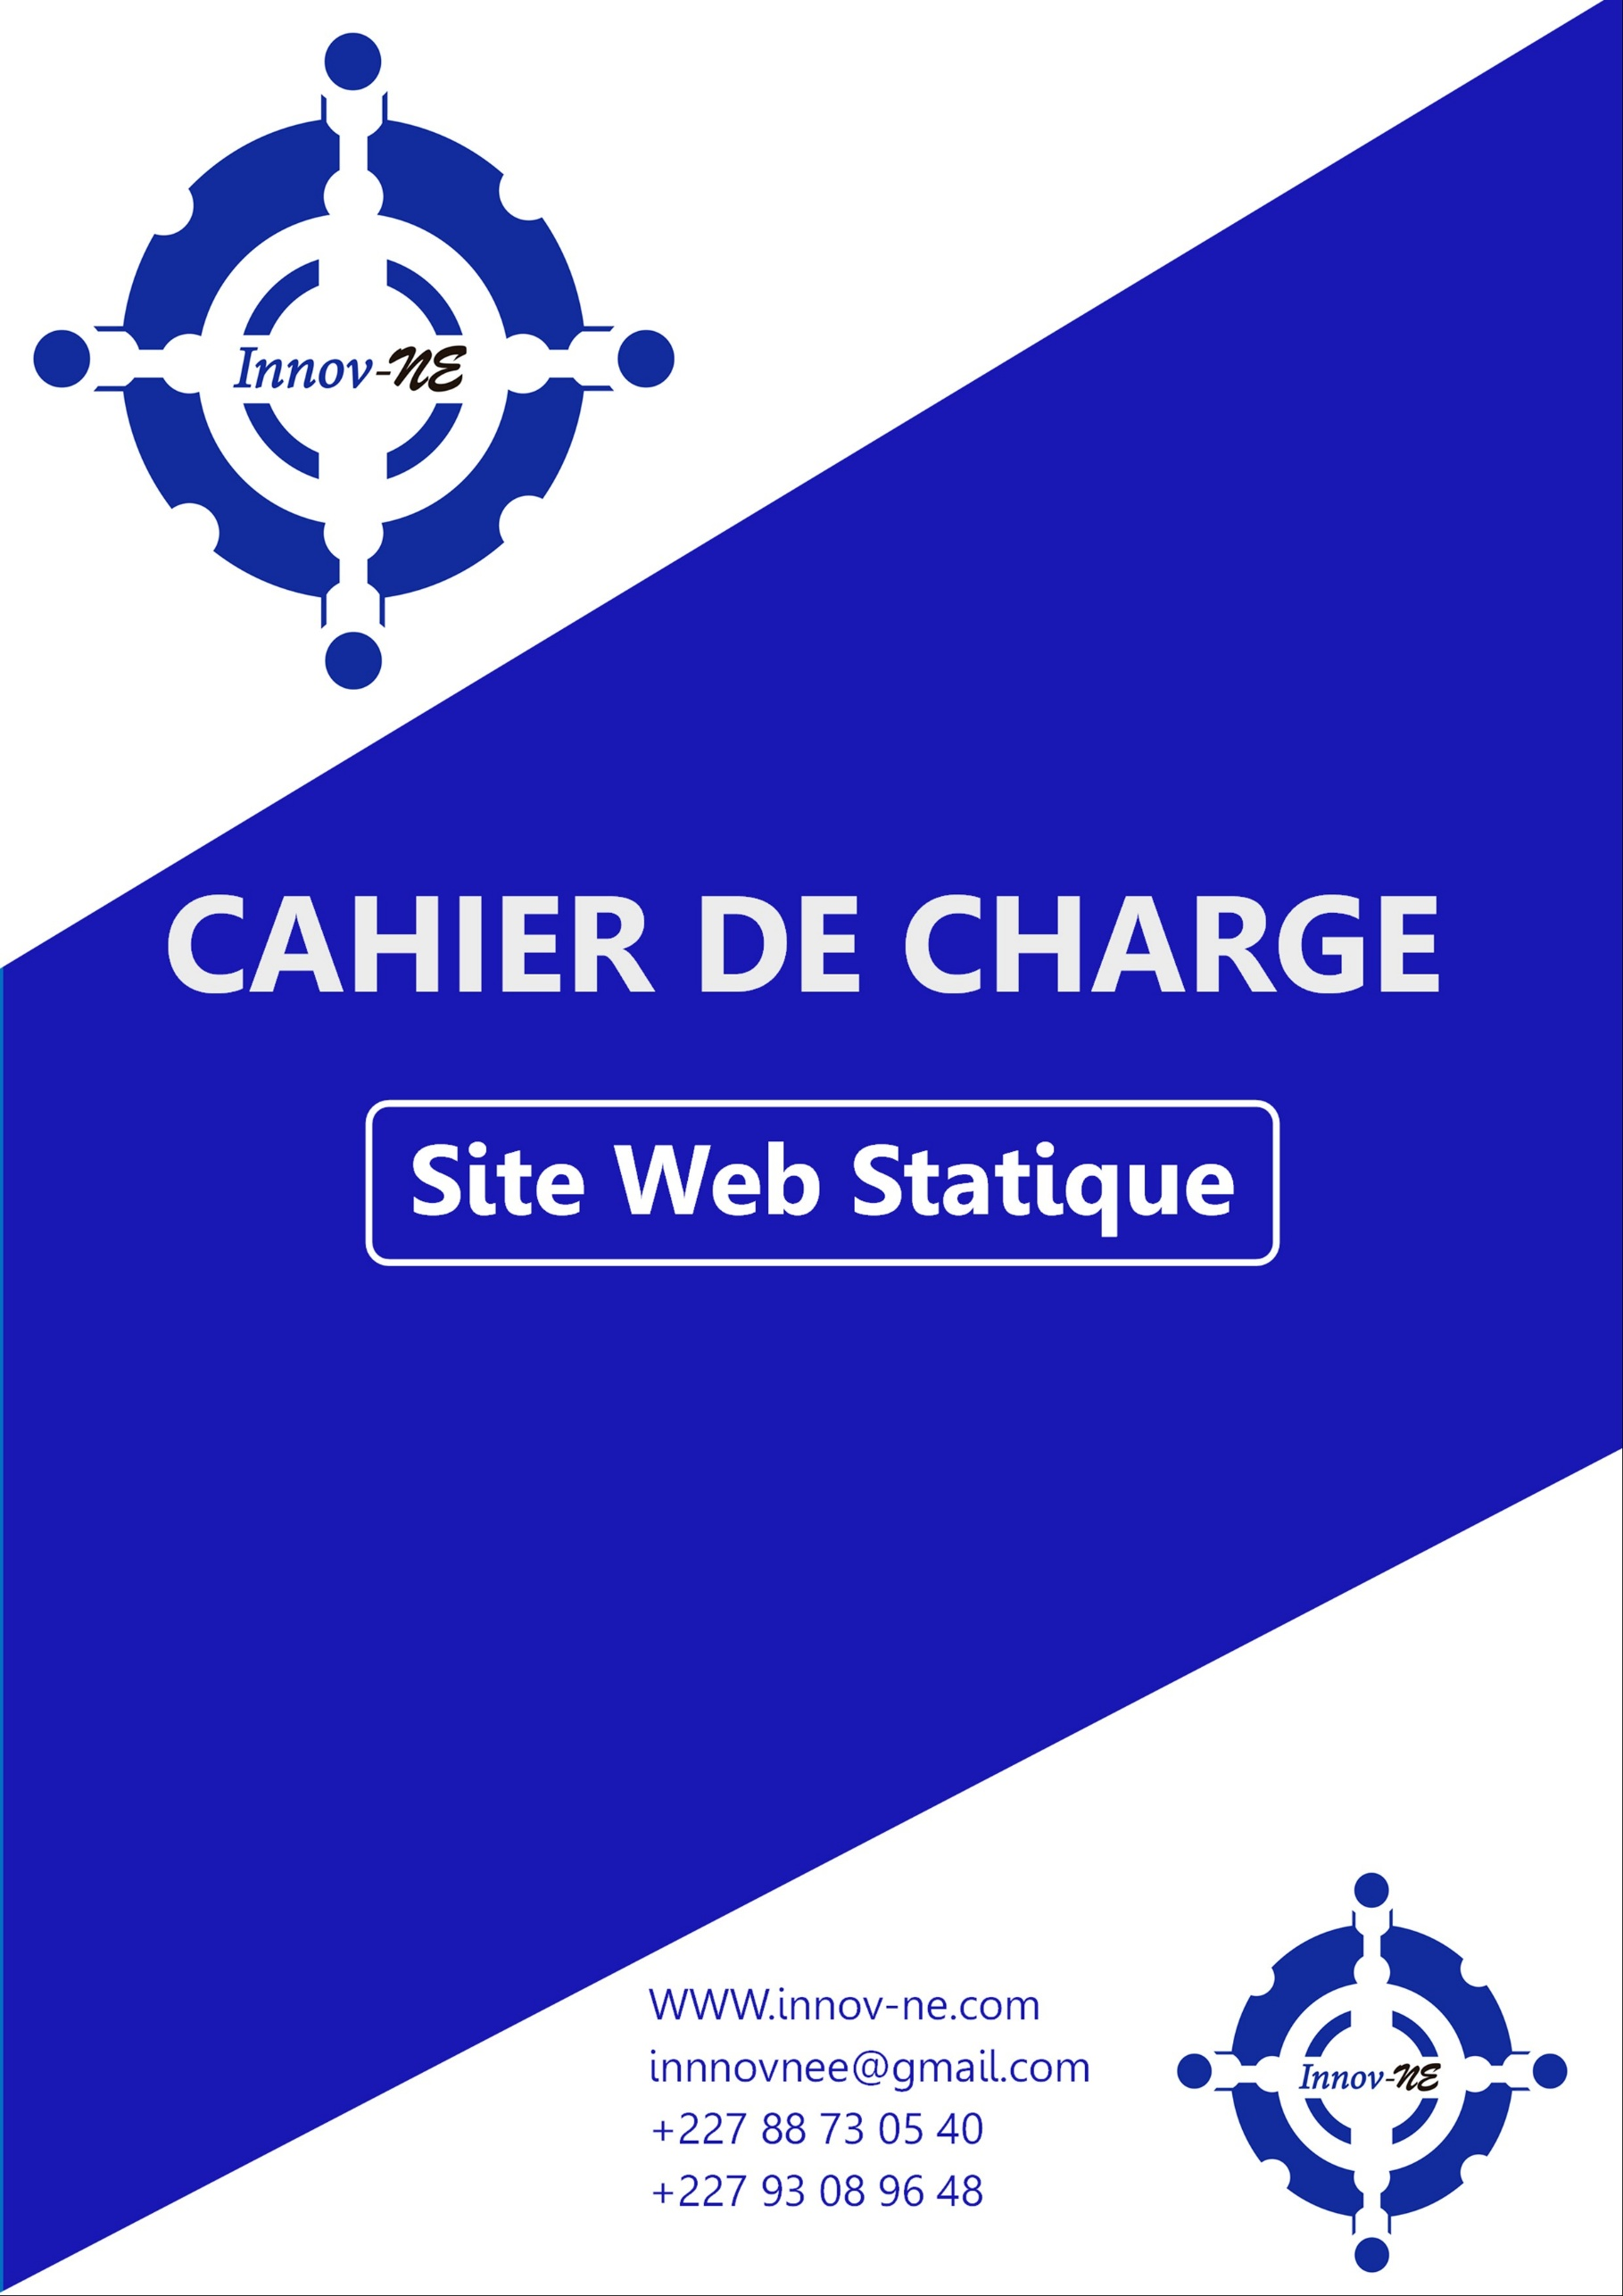 Innov-NE
CAHIER DE CHARGE
Site Web Statique
WWW.innov-ne.com
innnovnee@gmail.com
+227 88 73 05 40
+227 93 08 96 48
Innov-NE